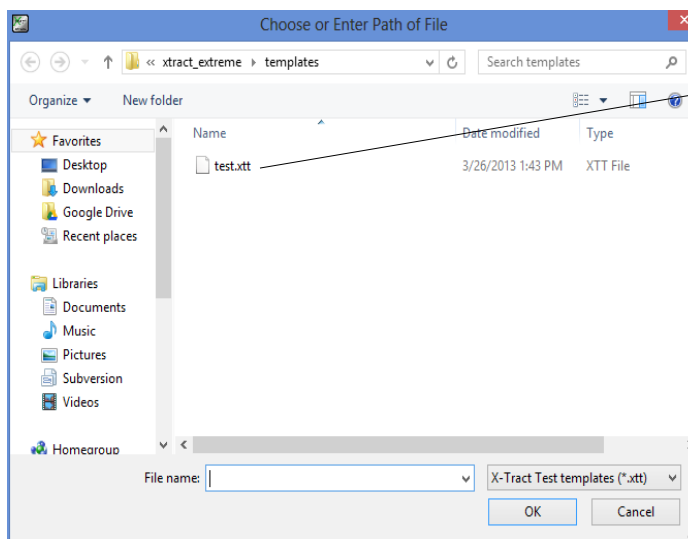 Choose or Enter Path of File
« xtract_extreme templates
Search templates
Organize New folder
Name Date modified Type
test.xtt 3/26/2013 1:43 PM XTT File
Favorites
Desktop
Downloads
Google Drive
Recent places
Libraries
Documents
Music
Pictures
Subversion
Videos
Homegroup
File name: X-Tract Test templates (*.xtt)
OK Cancel